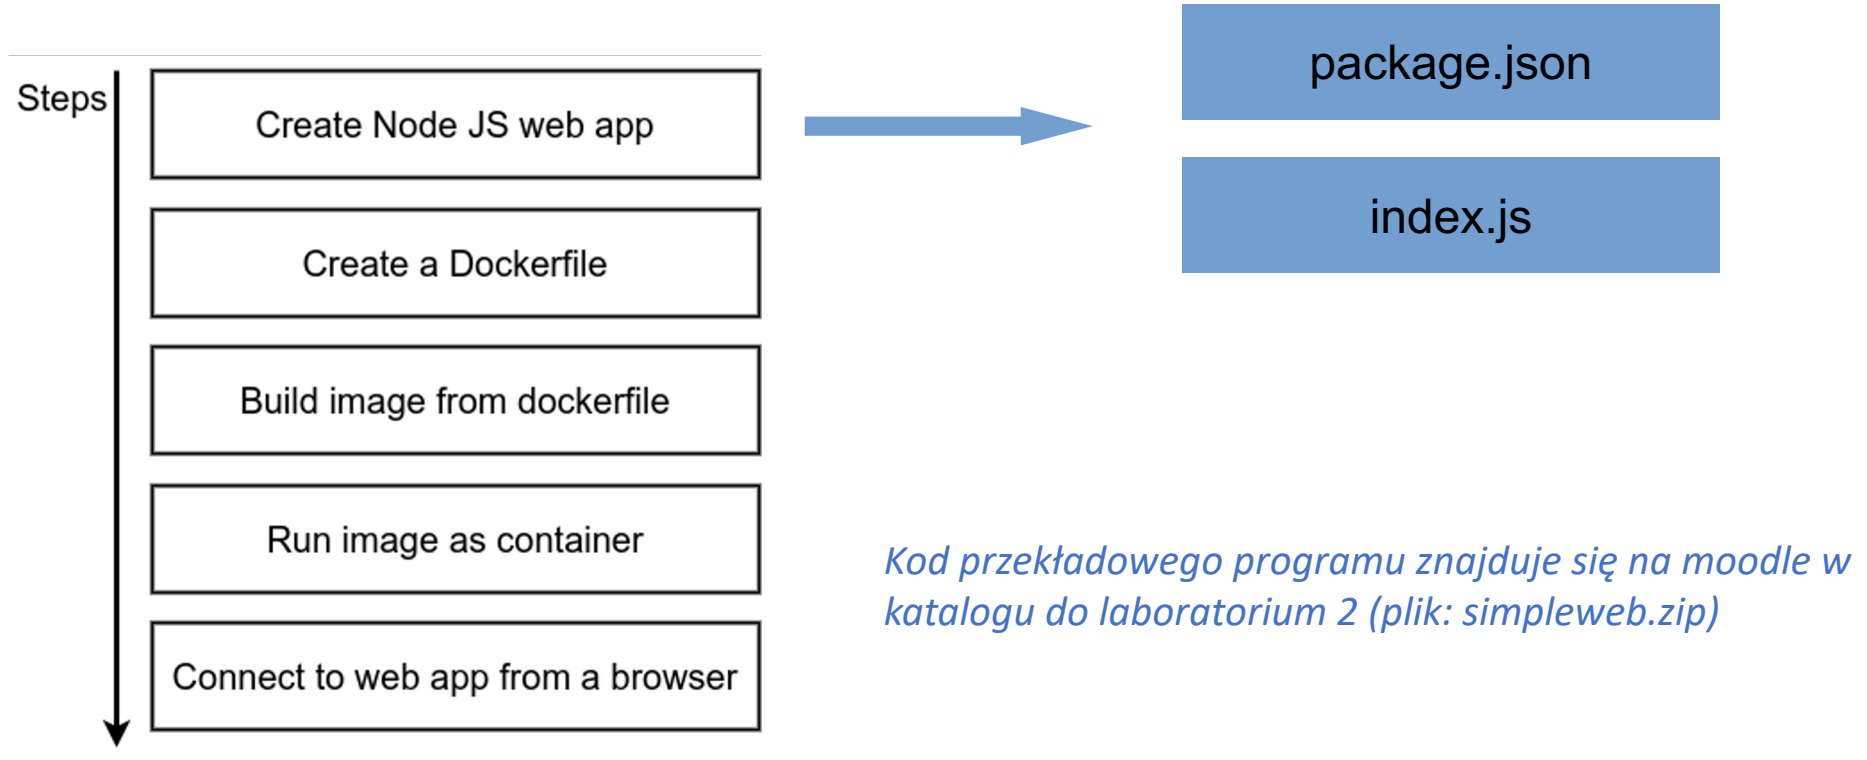 Steps
Create Node JS web app
Create a Dockerfile
Build image from dockerfile
Run image as container
Connect to web app from a browser
package.json
index.js
Kod przekładowego programu znajduje się na moodle w
katalogu do laboratorium 2 (plik: simpleweb.zip)